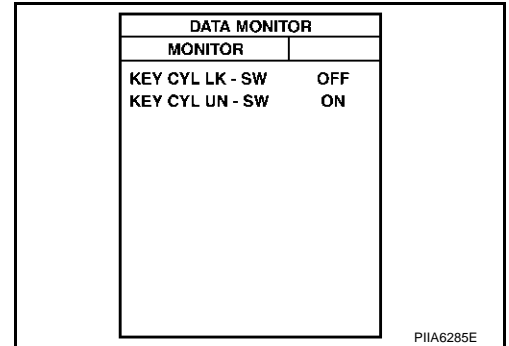 DATA MONITOR
MONITOR
KEY CYL LK - SW OFF
KEY CYL UN - SW ON
PIIA6285E